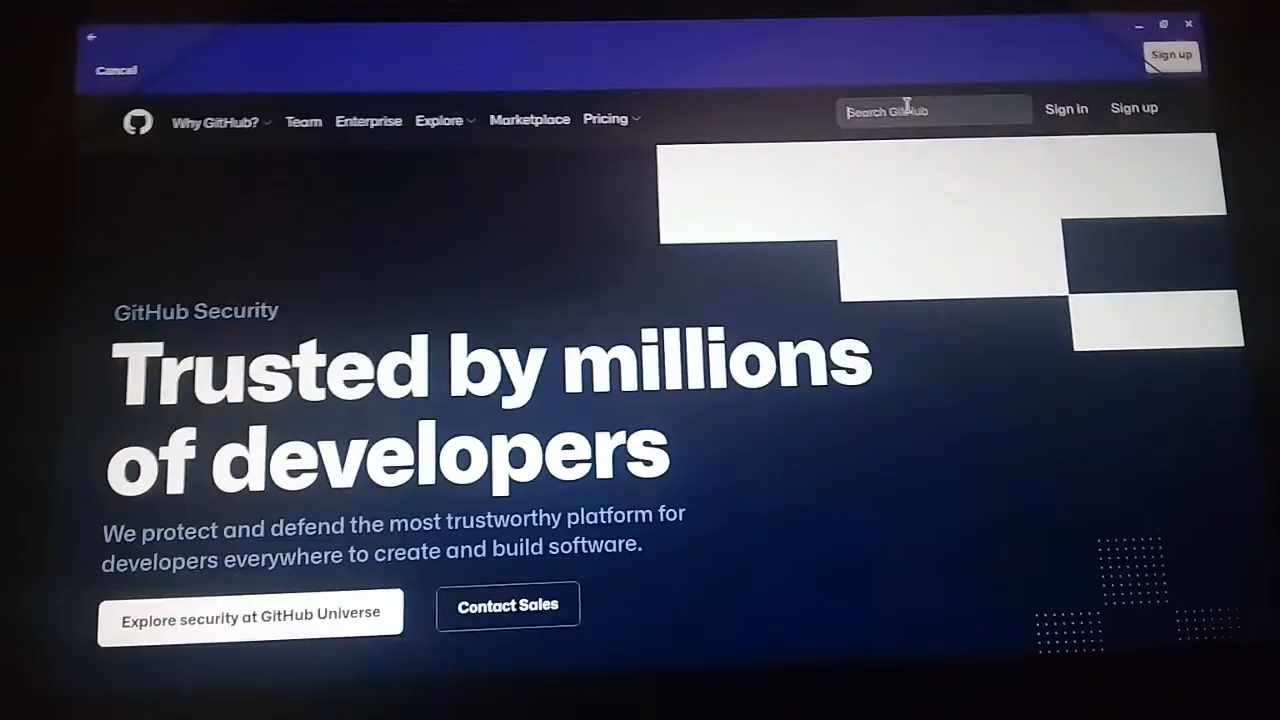 Cancel
Sign up
Why GitHub? Team Enterprise Explore Marketplace Pricing Search GitHub Sign in Sign up
GitHub Security
Trusted by millions
of developers
We protect and defend the most trustworthy platform for
developers everywhere to create and build software.
Explore security at GitHub Universe Contact Sales